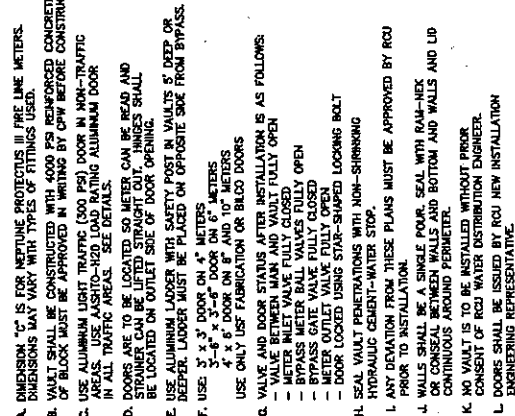 A. DIMENSION "C" IS FOR NEPTUNE PROTECTUS III FIRE LINE METERS.
DIMENSIONS MAY VARY WITH TYPES OF FITTINGS USED.
B. VAULT SHALL BE CONSTRUCTED WITH 4000 PSI REINFORCED CONCRETE
OF BLOCK MUST BE APPROVED IN WRITING BY CPW BEFORE CONSTRUC
C. USE ALUMINUM LIGHT TRAFFIC (300 PSI) DOOR IN NON-TRAFFIC
AREAS. USE AASHTO-H20 LOAD RATING ALUMINUM DOOR
IN ALL TRAFFIC AREAS. SEE DETAILS.
D. DOORS ARE TO BE LOCATED SO METER CAN BE READ AND
STRAINER CAN BE LIFTED STRAIGHT OUT. HINGES SHALL
BE LOCATED ON OUTLET SIDE OF DOOR OPENING.
E. USE ALUMINUM LADDER WITH SAFETY POST IN VAULTS 5' DEEP OR
DEEPER. LADDER MUST BE PLACED ON OPPOSITE SIDE FROM BYPASS.
F. USE: 3' x 3' DOOR ON 4" METERS
3'-6" x 3'-6" DOOR ON 6" METERS
4' x 6' DOOR ON 8" AND 10" METERS
USE ONLY USF FABRICATION OR BILCO DOORS
G. VALVE AND DOOR STATUS AFTER INSTALLATION IS AS FOLLOWS:
- VALVE BETWEEN MAIN AND VAULT FULLY OPEN
- METER INLET VALVE FULLY CLOSED
- BYPASS METER BALL VALVES FULLY OPEN
- BYPASS GATE VALVE FULLY CLOSED
- METER OUTLET VALVE FULLY OPEN
- DOOR LOCKED USING STAR-SHAPED LOCKING BOLT
H. SEAL VAULT PENETRATIONS WITH NON-SHRINKING
HYDRAULIC CEMENT-WATER STOP.
I. ANY DEVIATION FROM THESE PLANS MUST BE APPROVED BY RCU
PRIOR TO INSTALLATION.
J. WALLS SHALL BE A SINGLE POUR. SEAL WITH RAM-NEK
OR CONSEAL BETWEEN WALLS AND BOTTOM AND WALLS AND LID
CONTINUOUS AROUND PERIMETER.
K. NO VAULT IS TO BE INSTALLED WITHOUT PRIOR
CONSENT OF RCU WATER DISTRIBUTION ENGINEER.
L. DOORS SHALL BE ISSUED BY RCU NEW INSTALLATION
ENGINEERING REPRESENTATIVE.